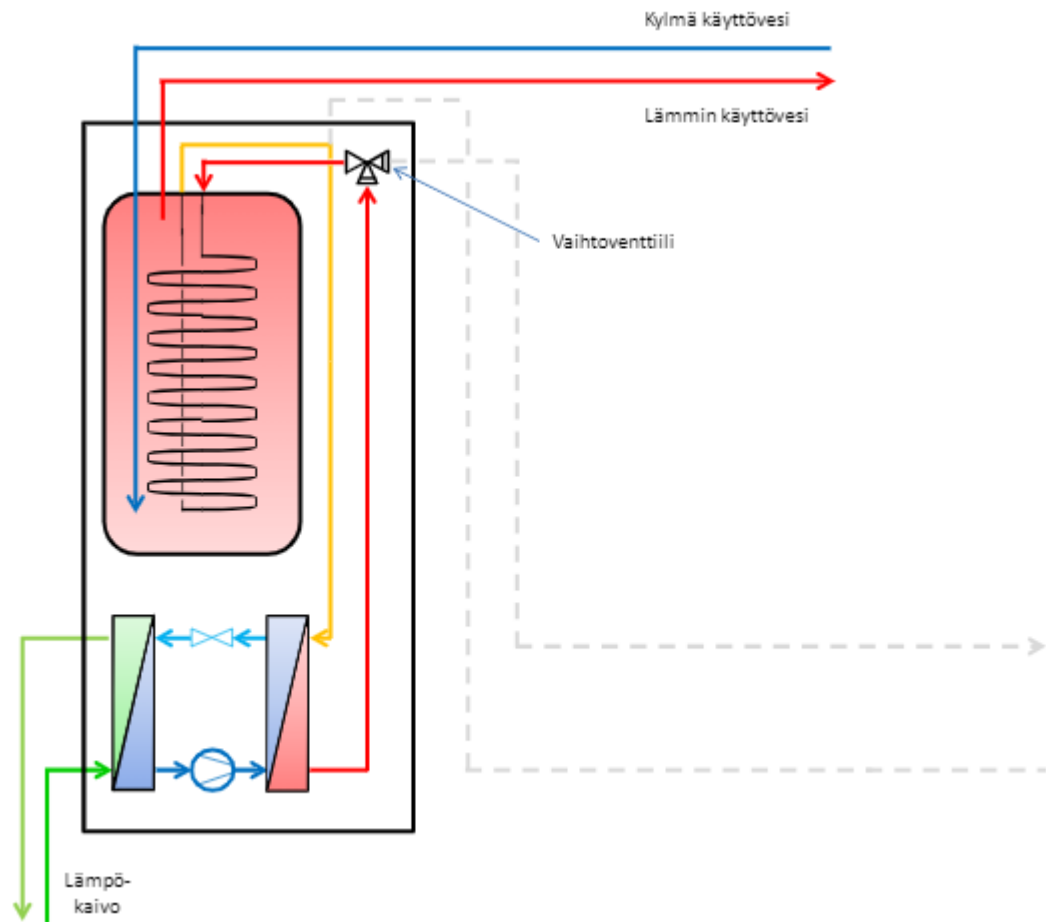 Kylmä käyttövesi
Lämmin käyttövesi
Vaihtoventtiili
Lämpö-
kaivo